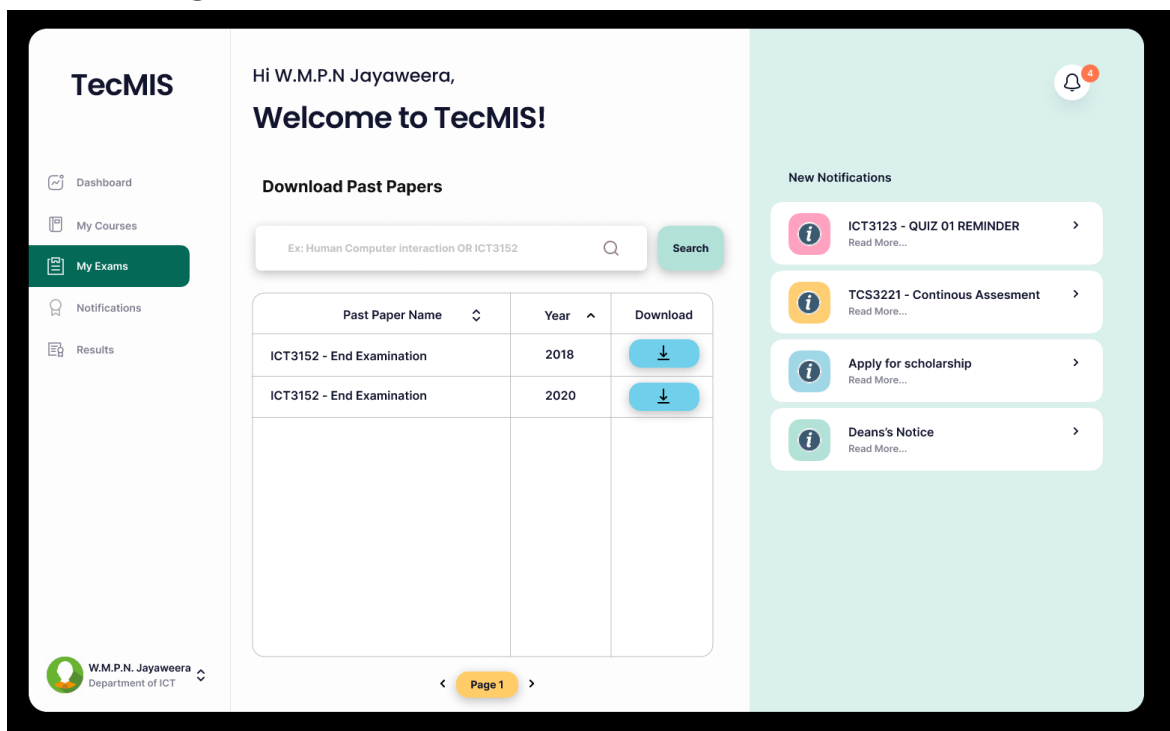 TecMIS
Dashboard
My Courses
My Exams
Notifications
Results
W.M.P.N. Jayaweera
Department of ICT
Hi W.M.P.N Jayaweera,
Welcome to TecMIS!
Download Past Papers
Ex: Human Computer interaction OR ICT3152
Search
Past Paper Name Year Download
ICT3152 - End Examination 2018
ICT3152 - End Examination 2020
Page 1
4
New Notifications
ICT3123 - QUIZ 01 REMINDER
Read More...
TCS3221 - Continous Assesment
Read More...
Apply for scholarship
Read More...
Deans's Notice
Read More...